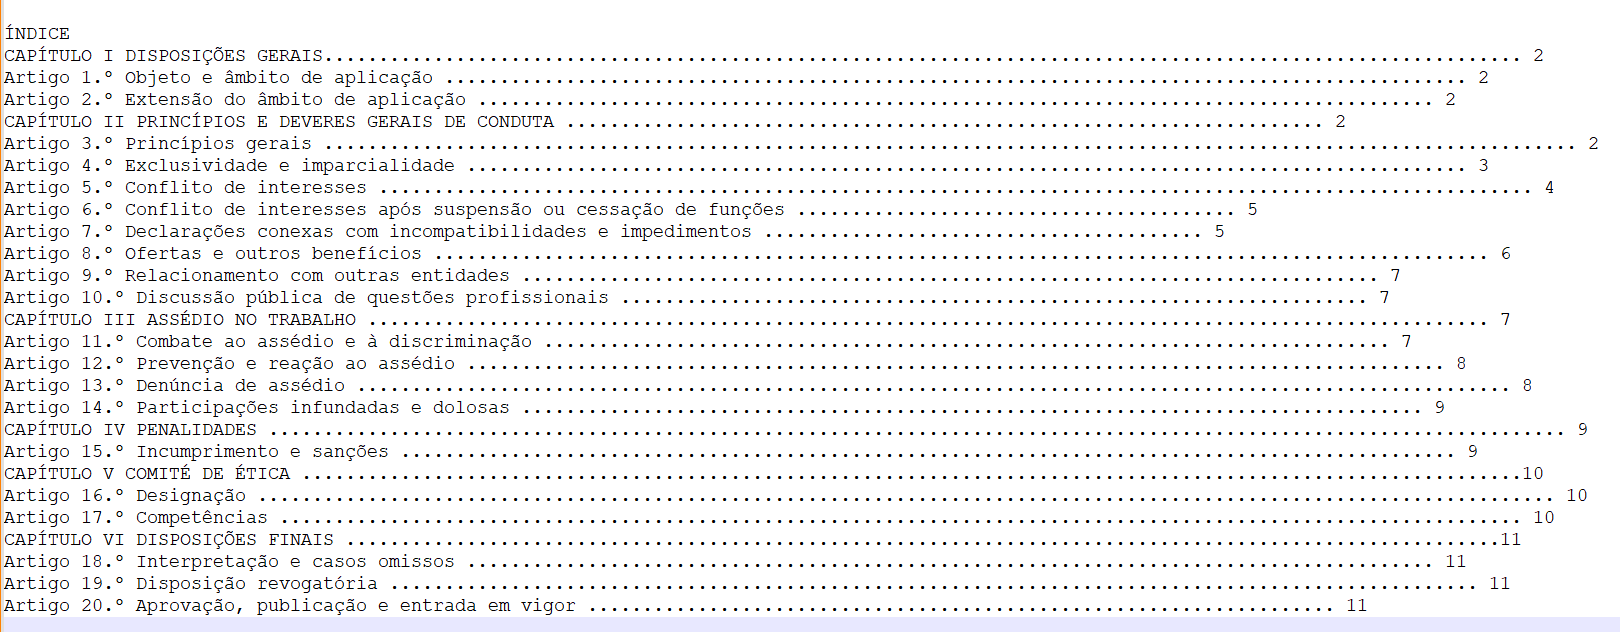 ÍNDICE
CAPÍTULO I DISPOSIÇÕES GERAIS............................................................................................................. 2
Artigo 1.º Objeto e âmbito de aplicação ............................................................................................. 2
Artigo 2.º Extensão do âmbito de aplicação ....................................................................................... 2
CAPÍTULO II PRINCÍPIOS E DEVERES GERAIS DE CONDUTA ..................................................................... 2
Artigo 3.º Princípios gerais .................................................................................................................. 2
Artigo 4.º Exclusividade e imparcialidade ........................................................................................... 3
Artigo 5.º Conflito de interesses ......................................................................................................... 4
Artigo 6.º Conflito de interesses após suspensão ou cessação de funções ........................................ 5
Artigo 7.º Declarações conexas com incompatibilidades e impedimentos ........................................ 5
Artigo 8.º Ofertas e outros benefícios ................................................................................................ 6
Artigo 9.º Relacionamento com outras entidades .............................................................................. 7
Artigo 10.º Discussão pública de questões profissionais .................................................................... 7
CAPÍTULO III ASSÉDIO NO TRABALHO ...................................................................................................... 7
Artigo 11.º Combate ao assédio e à discriminação ............................................................................. 7
Artigo 12.º Prevenção e reação ao assédio ......................................................................................... 8
Artigo 13.º Denúncia de assédio ......................................................................................................... 8
Artigo 14.º Participações infundadas e dolosas .................................................................................. 9
CAPÍTULO IV PENALIDADES ...................................................................................................................... 9
Artigo 15.º Incumprimento e sanções ................................................................................................ 9
CAPÍTULO V COMITÉ DE ÉTICA ...............................................................................................................10
Artigo 16.º Designação ...................................................................................................................... 10
Artigo 17.º Competências ................................................................................................................. 10
CAPÍTULO VI DISPOSIÇÕES FINAIS .........................................................................................................11
Artigo 18.º Interpretação e casos omissos ........................................................................................ 11
Artigo 19.º Disposição revogatória ................................................................................................... 11
Artigo 20.º Aprovação, publicação e entrada em vigor .................................................................... 11